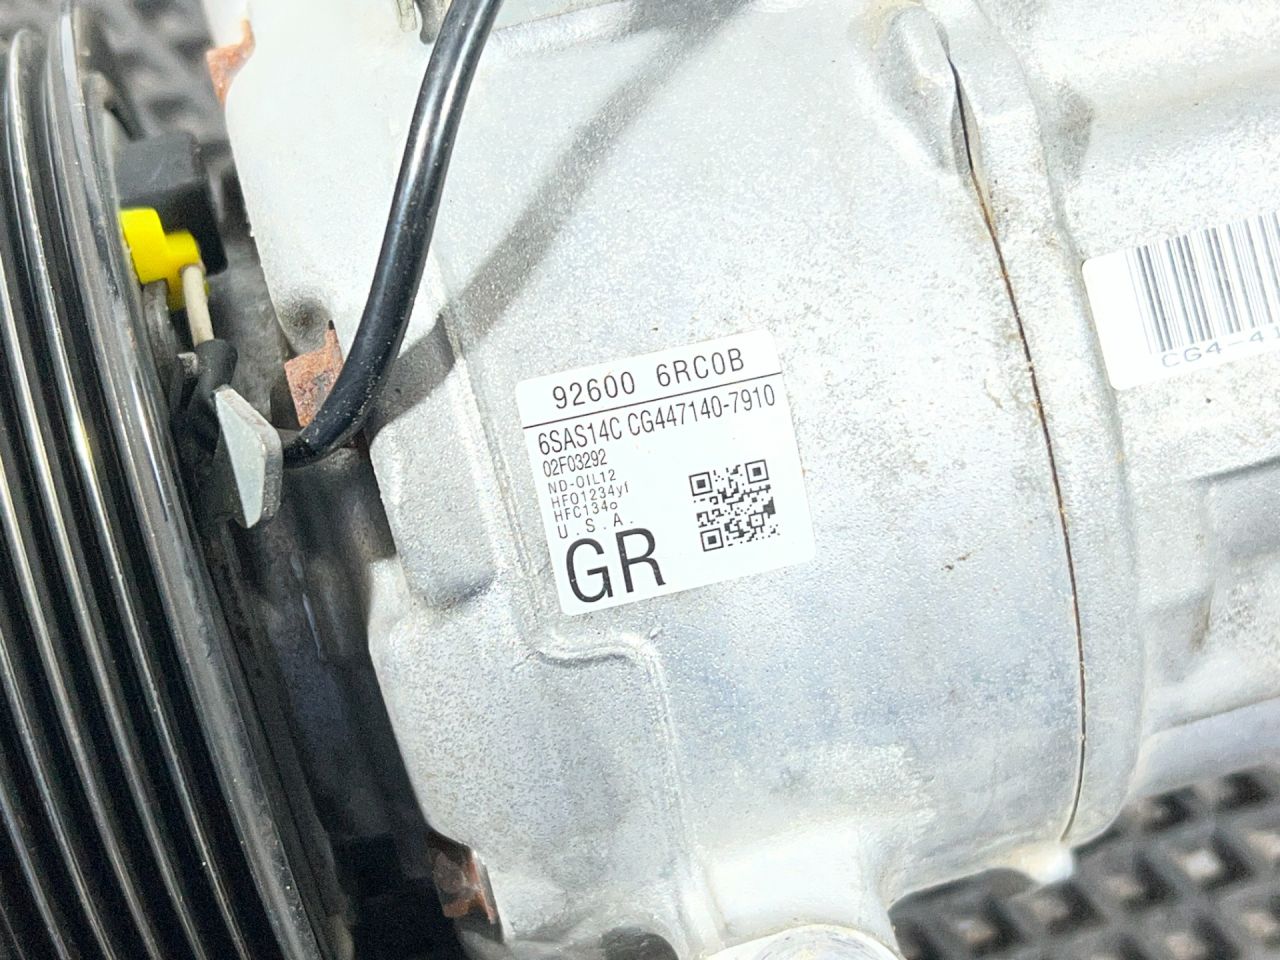 92600 6RC0B
6SAS14C CG447140-7910
02F03292
ND-OIL12
HFO1234yf
HFC134a
U.S.A.
GR
CG4-4